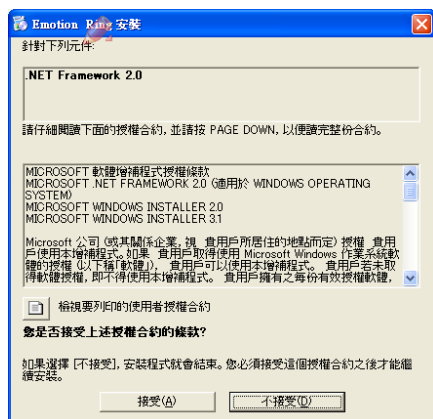 Emotion Ring 安裝
針對下列元件:
.NET Framework 2.0
請仔細閱讀下面的授權合約, 並請按 PAGE DOWN, 以便讀完整份合約。
MICROSOFT 軟體增補程式授權條款
MICROSOFT .NET FRAMEWORK 2.0 (適用於 WINDOWS OPERATING
SYSTEM)
MICROSOFT WINDOWS INSTALLER 2.0
MICROSOFT WINDOWS INSTALLER 3.1
Microsoft 公司 (或其關係企業, 視 貴用戶所居住的地點而定) 授權 貴用
戶使用本增補程式。如果 貴用戶取得使用 Microsoft Windows 作業系統軟
體的授權 (以下稱「軟體」), 貴用戶可以使用本增補程式。 貴用戶若未取
得軟體授權, 即不得使用本增補程式。 貴用戶擁有之每份有效授權軟體,
檢視要列印的使用者授權合約
您是否接受上述授權合約的條款?
如果選擇 [不接受], 安裝程式就會結束。您必須接受這個授權合約之後才能繼
續安裝。
接受(A)
不接受(D)